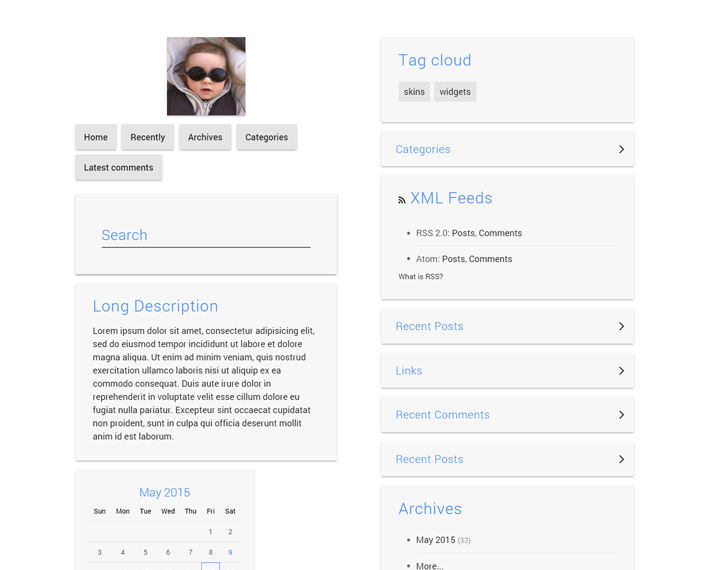 Home Recently Archives Categories
Latest comments
Search
Long Description
Lorem ipsum dolor sit amet, consectetur adipisicing elit,
sed do eiusmod tempor incididunt ut labore et dolore
magna aliqua. Ut enim ad minim veniam, quis nostrud
exercitation ullamco laboris nisi ut aliquip ex ea
commodo consequat. Duis aute irure dolor in
reprehenderit in voluptate velit esse cillum dolore eu
fugiat nulla pariatur. Excepteur sint occaecat cupidatat
non proident, sunt in culpa qui officia deserunt mollit
anim id est laborum.
May 2015
Sun Mon Tue Wed Thu Fri Sat
1 2
3 4 5 6 7 8 9
Tag cloud
skins widgets
Categories
XML Feeds
RSS 2.0: Posts, Comments
Atom: Posts, Comments
What is RSS?
Recent Posts
Links
Recent Comments
Recent Posts
Archives
May 2015 (33)
More...